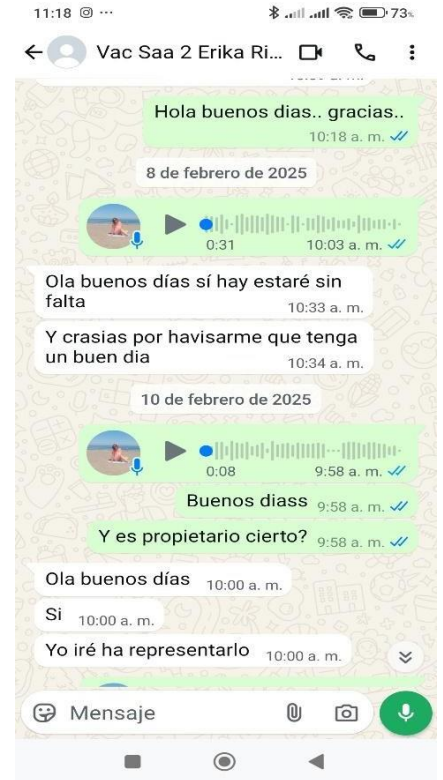 11:18
73%
Vac Saa 2 Erika Ri...
Hola buenos dias.. gracias..
10:18 a. m.
8 de febrero de 2025
0:31 10:03 a. m.
Ola buenos días sí hay estaré sin
falta
10:33 a. m.
Y crasias por havisarme que tenga
un buen dia
10:34 a. m.
10 de febrero de 2025
0:08 9:58 a. m.
Buenos diass 9:58 a. m.
Y es propietario cierto? 9:58 a. m.
Ola buenos días 10:00 a. m.
Si 10:00 a. m.
Yo iré ha representarlo 10:00 a. m.
Mensaje